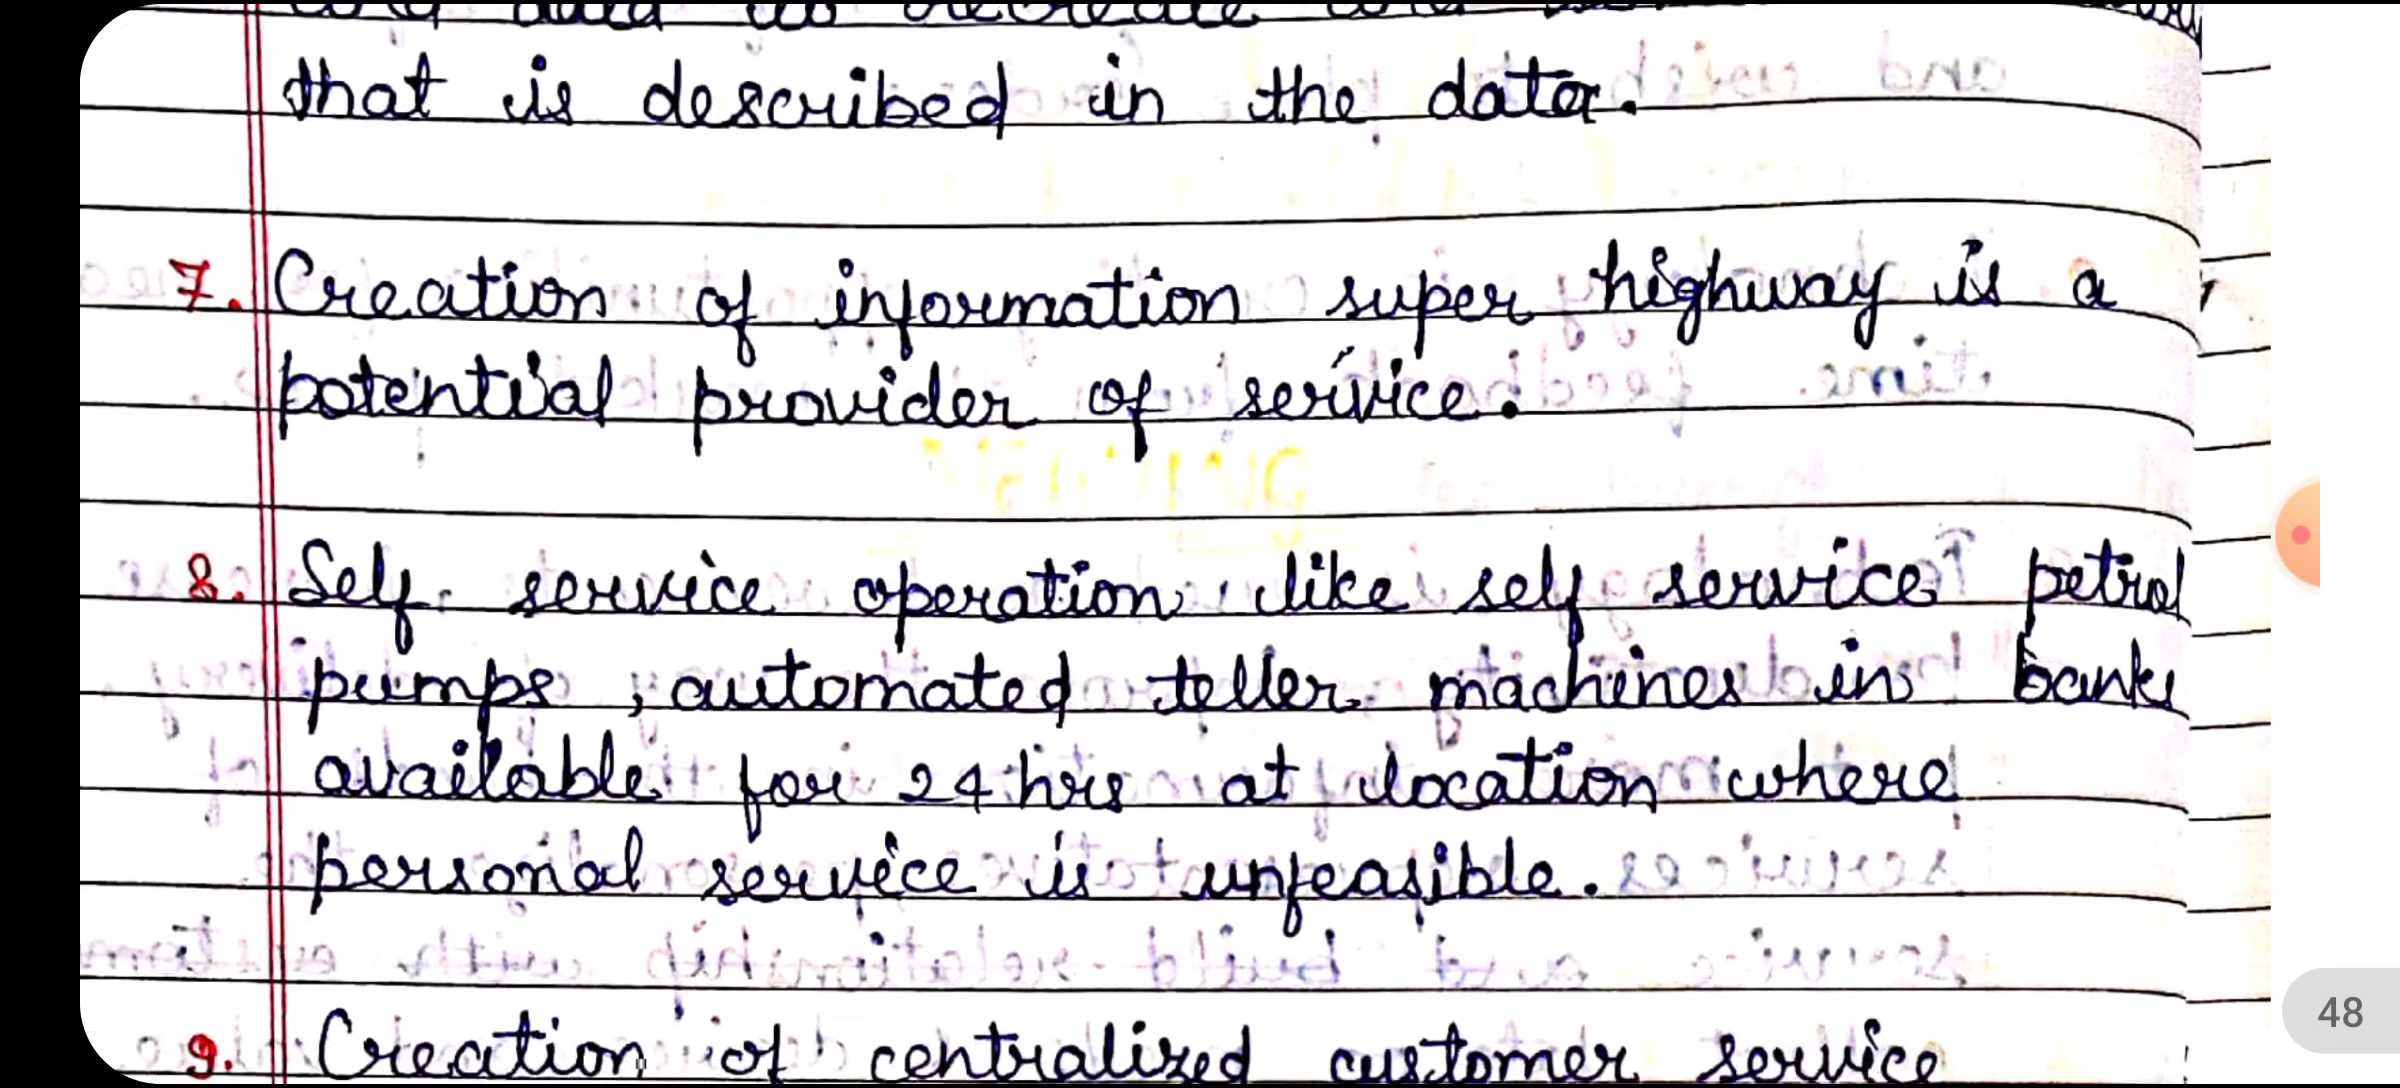 that is described in the data.
7. Creation of information super highway is a
potential provider of service.
8. Self service operation like self service petrol
pumps, automated teller machines in banks
available for 24 hrs at location where
personal service is unfeasible.
9. Creation of centralized customer service
48